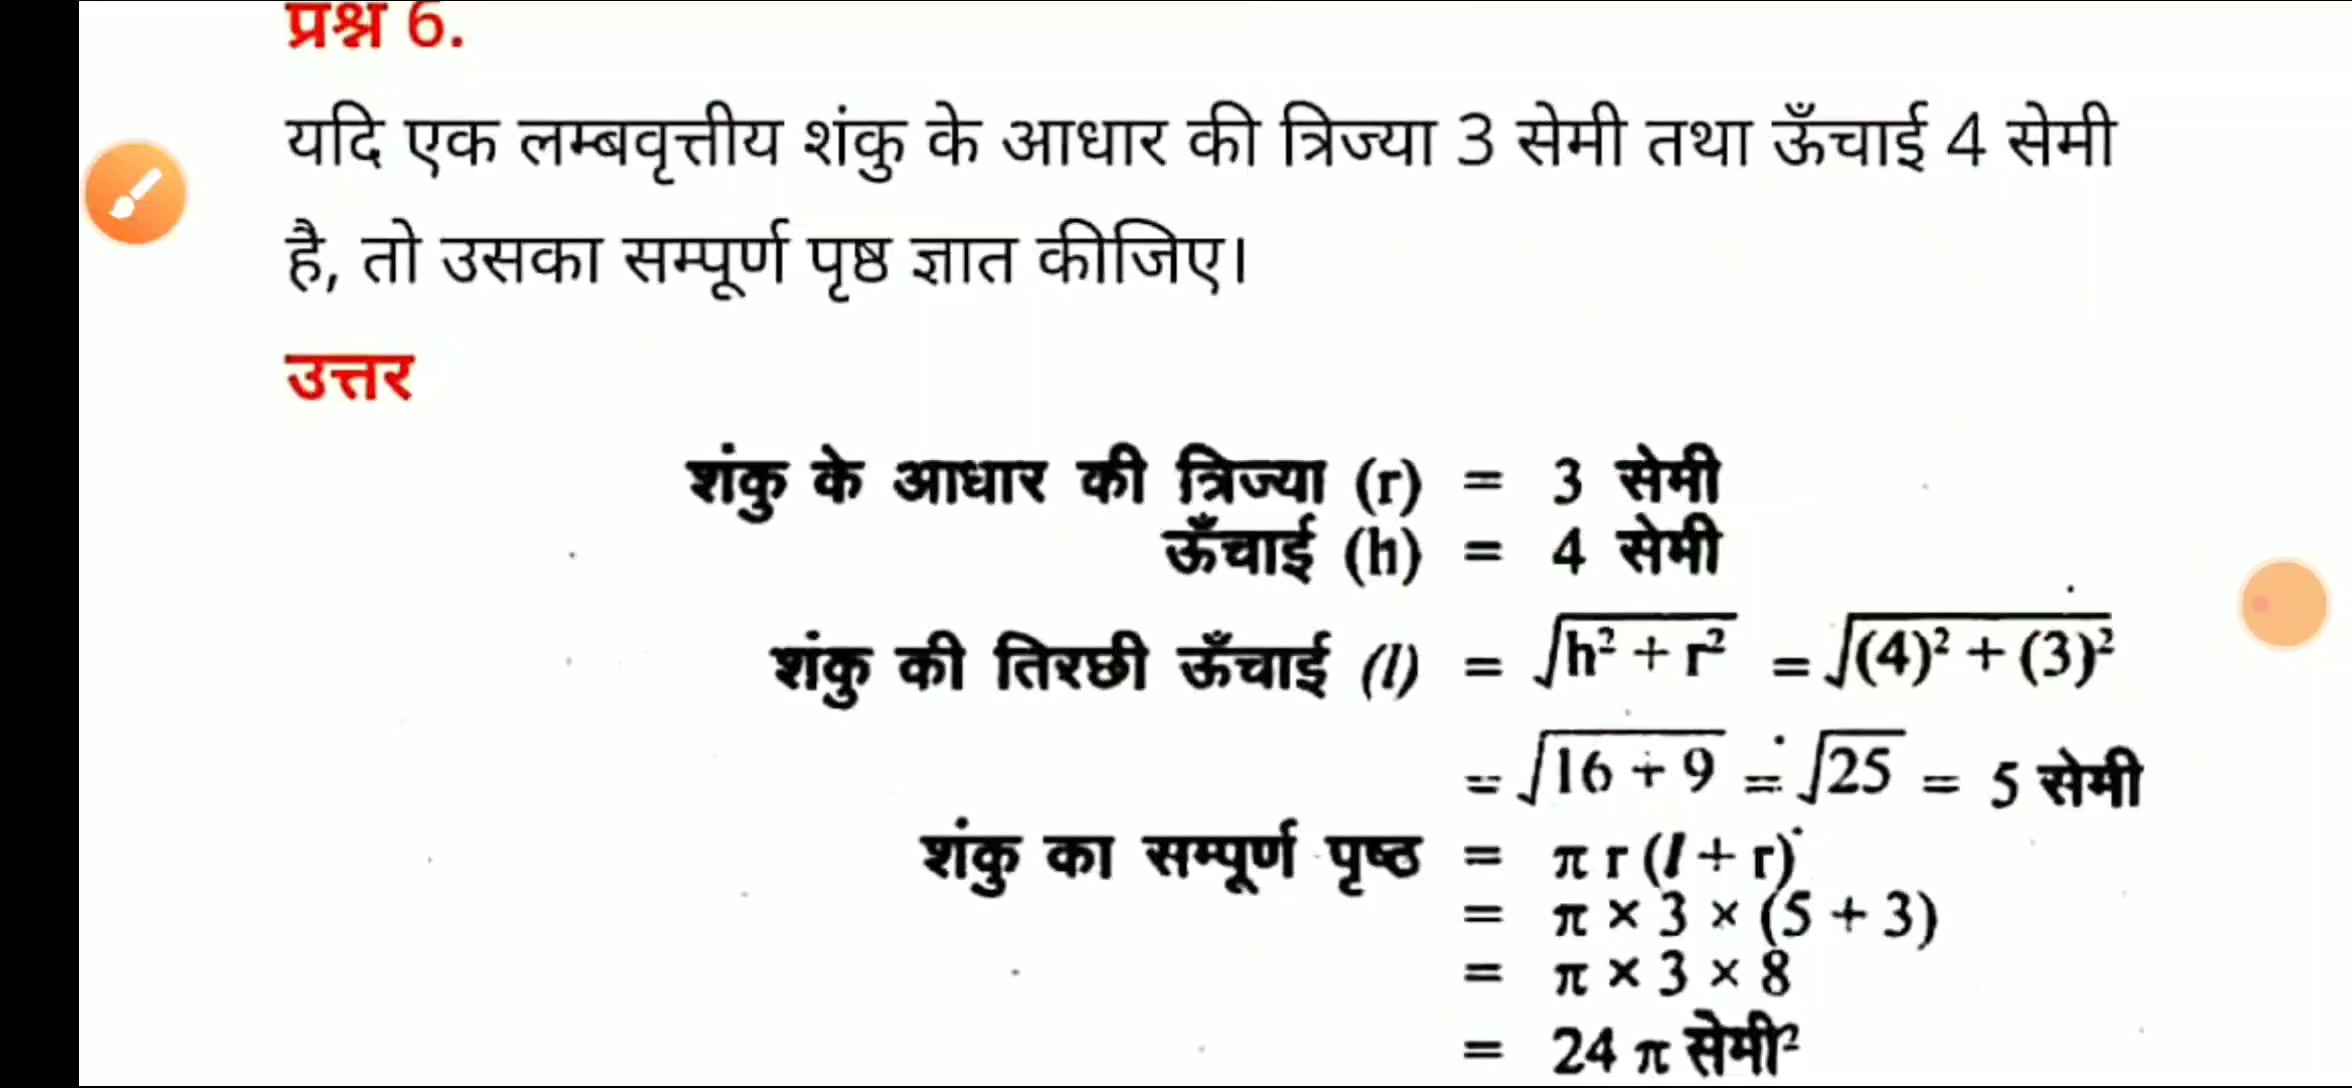 प्रश्न 6.
यदि एक लम्बवृत्तीय शंकु के आधार की त्रिज्या 3 सेमी तथा ऊँचाई 4 सेमी
है, तो उसका सम्पूर्ण पृष्ठ ज्ञात कीजिए।
उत्तर
शंकु के आधार की त्रिज्या (r) = 3 सेमी
ऊँचाई (h) = 4 सेमी
शंकु की तिरछी ऊँचाई (l) = √h² + r² = √(4)² + (3)²
= √16 + 9 = √25 = 5 सेमी
शंकु का सम्पूर्ण पृष्ठ = π r (l + r)
= π × 3 × (5 + 3)
= π × 3 × 8
= 24 π सेमी²